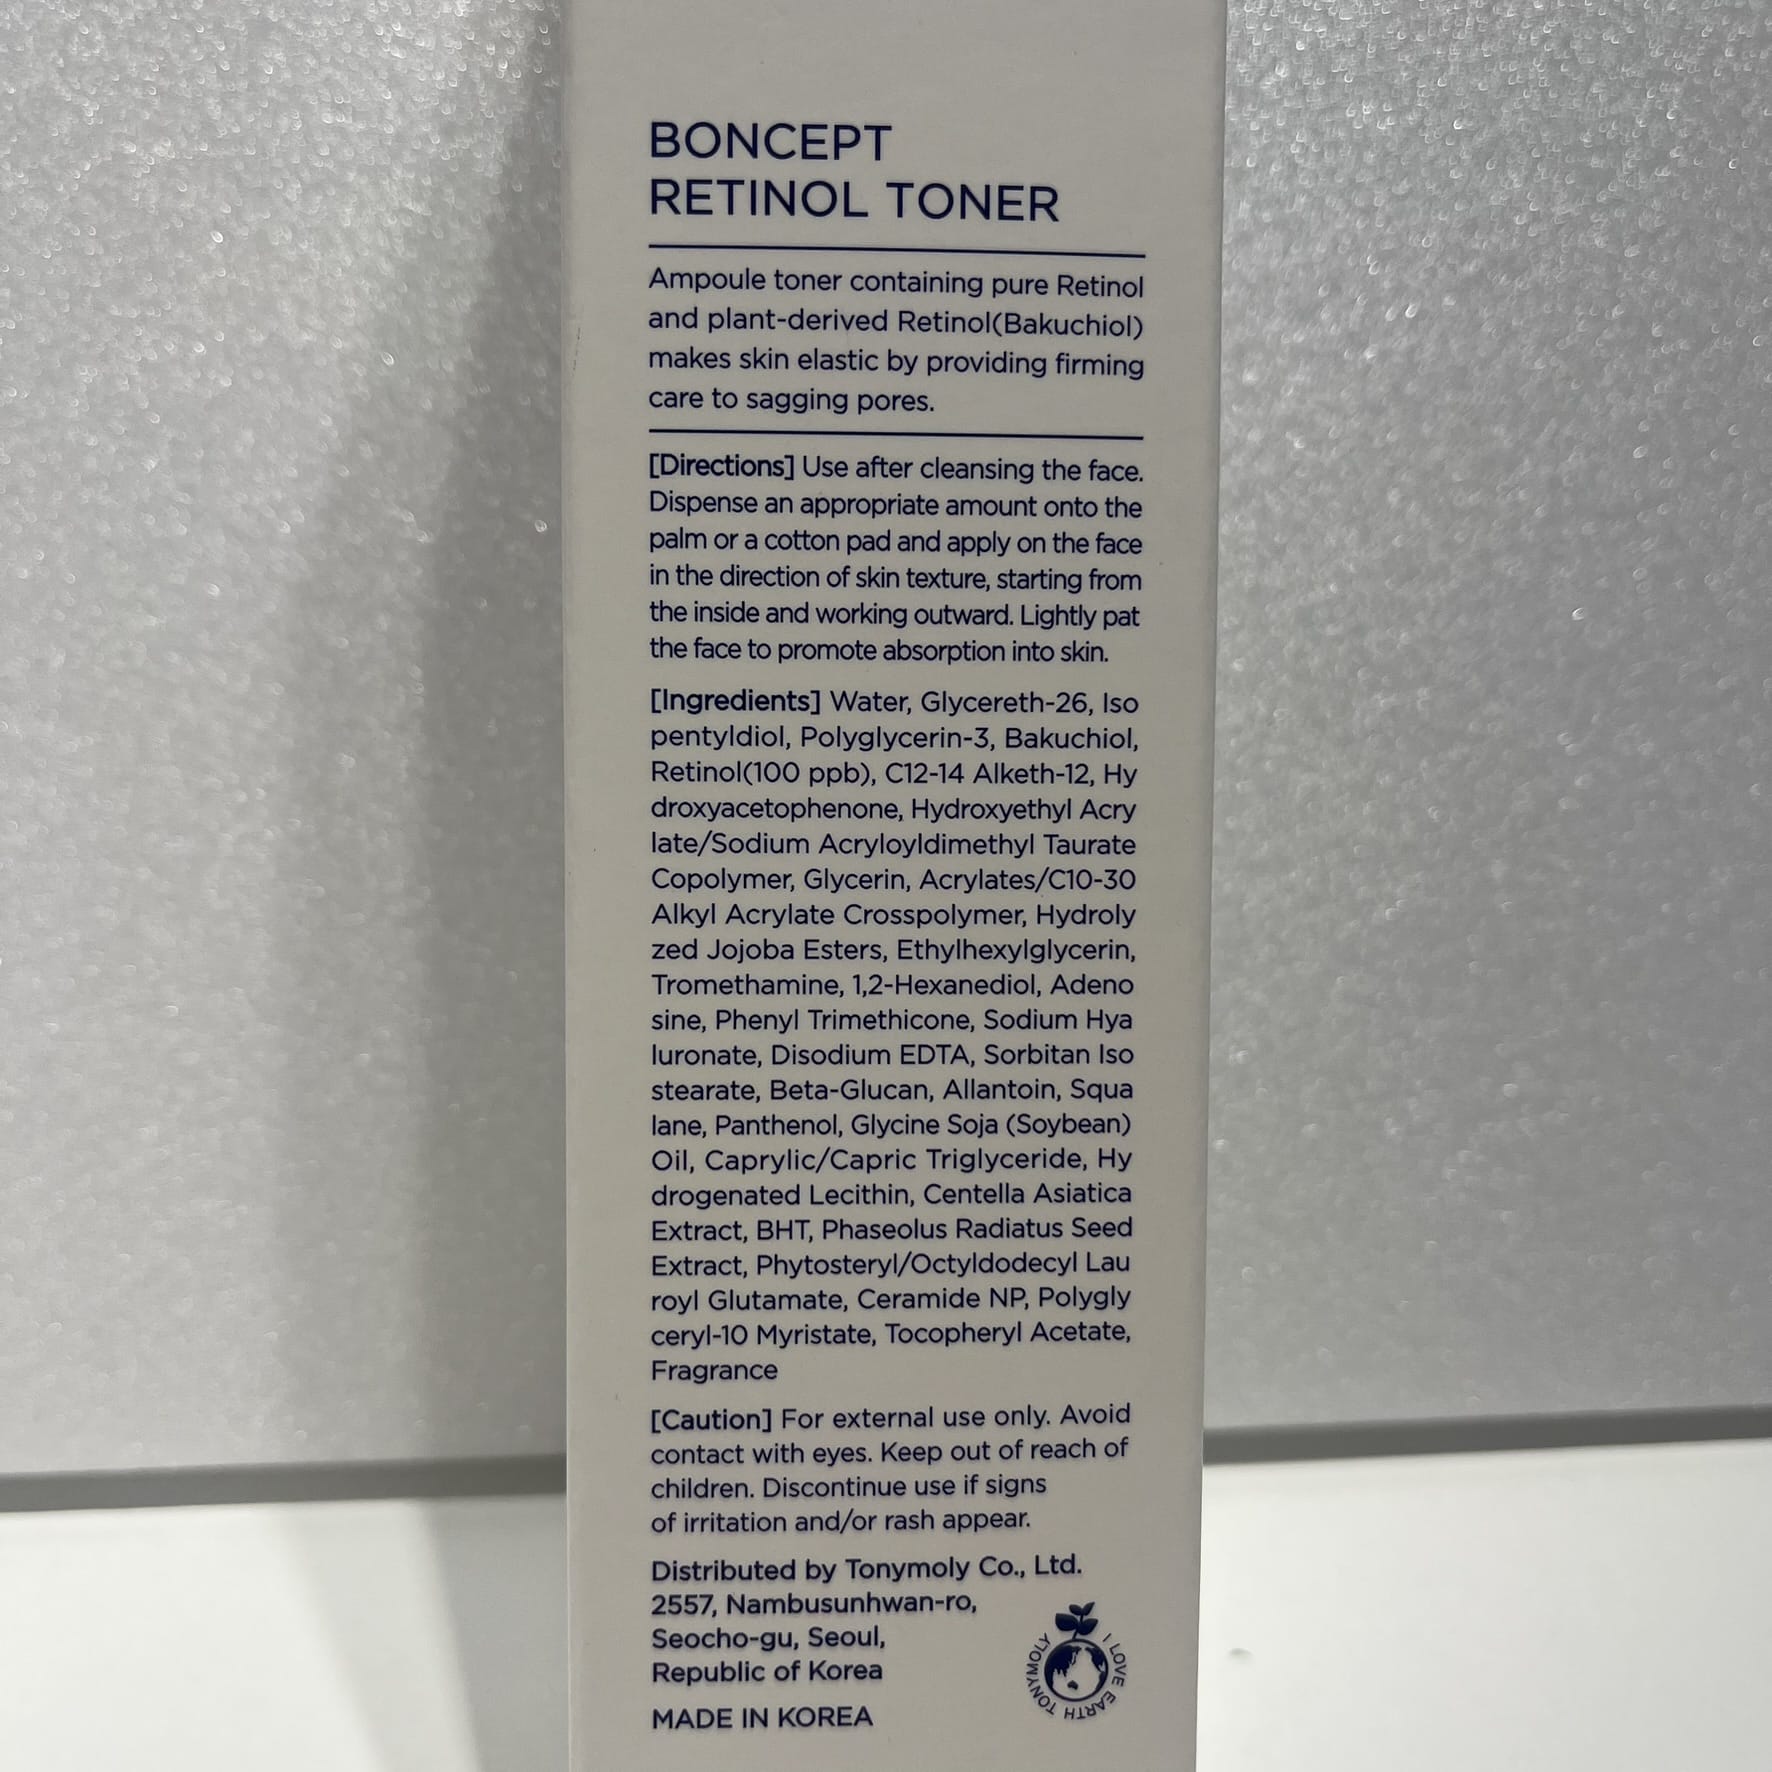 BONCEPT
RETINOL TONER
Ampoule toner containing pure Retinol
and plant-derived Retinol(Bakuchiol)
makes skin elastic by providing firming
care to sagging pores.
[Directions] Use after cleansing the face.
Dispense an appropriate amount onto the
palm or a cotton pad and apply on the face
in the direction of skin texture, starting from
the inside and working outward. Lightly pat
the face to promote absorption into skin.
[Ingredients] Water, Glycereth-26, Iso
pentyldiol, Polyglycerin-3, Bakuchiol,
Retinol(100 ppb), C12-14 Alketh-12, Hy
droxyacetophenone, Hydroxyethyl Acry
late/Sodium Acryloyldimethyl Taurate
Copolymer, Glycerin, Acrylates/C10-30
Alkyl Acrylate Crosspolymer, Hydroly
zed Jojoba Esters, Ethylhexylglycerin,
Tromethamine, 1,2-Hexanediol, Adeno
sine, Phenyl Trimethicone, Sodium Hya
luronate, Disodium EDTA, Sorbitan Iso
stearate, Beta-Glucan, Allantoin, Squa
lane, Panthenol, Glycine Soja (Soybean)
Oil, Caprylic/Capric Triglyceride, Hy
drogenated Lecithin, Centella Asiatica
Extract, BHT, Phaseolus Radiatus Seed
Extract, Phytosteryl/Octyldodecyl Lau
royl Glutamate, Ceramide NP, Polygly
ceryl-10 Myristate, Tocopheryl Acetate,
Fragrance
[Caution] For external use only. Avoid
contact with eyes. Keep out of reach of
children. Discontinue use if signs
of irritation and/or rash appear.
Distributed by Tonymoly Co., Ltd.
2557, Nambusunhwan-ro,
Seocho-gu, Seoul,
Republic of Korea
MADE IN KOREA
I LOVE EARTH TONYMOLY